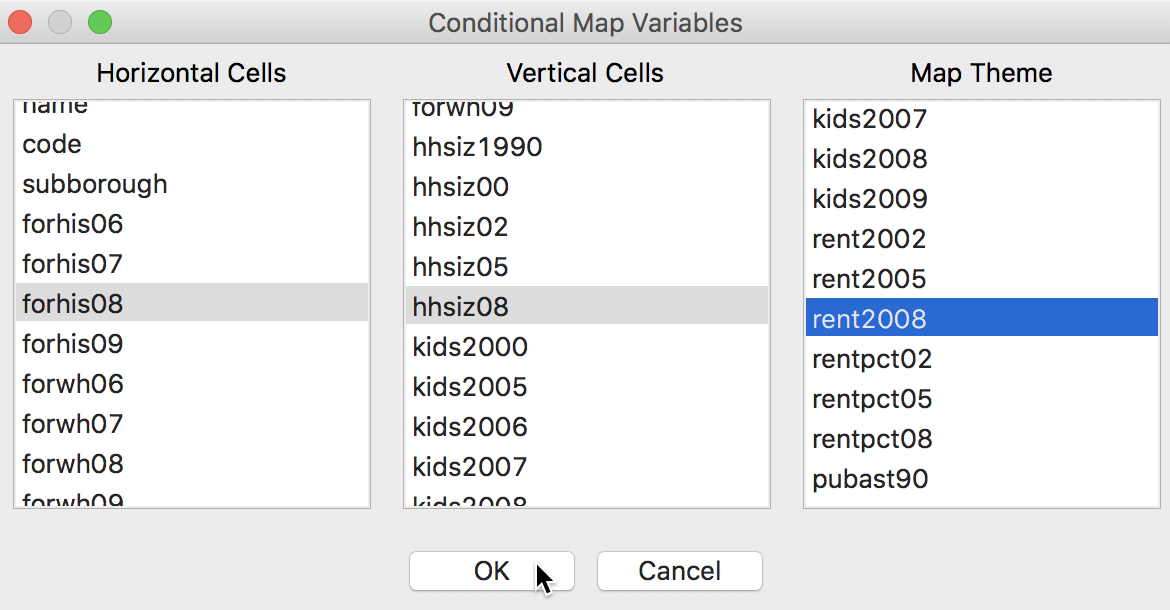 Conditional Map Variables
Horizontal Cells
name
code
subborough
forhis06
forhis07
forhis08
forhis09
forwh06
forwh07
forwh08
forwh09
Vertical Cells
forwh09
hhsiz1990
hhsiz00
hhsiz02
hhsiz05
hhsiz08
kids2000
kids2005
kids2006
kids2007
kids2008
Map Theme
kids2007
kids2008
kids2009
rent2002
rent2005
rent2008
rentpct02
rentpct05
rentpct08
pubast90
OK
Cancel